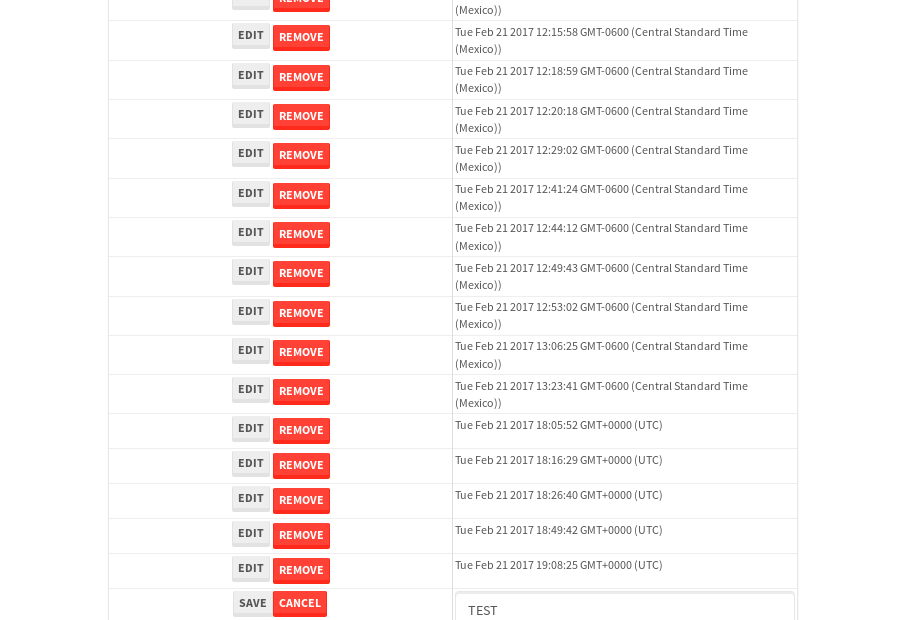 REMOVE
(Mexico))
EDIT REMOVE Tue Feb 21 2017 12:15:58 GMT-0600 (Central Standard Time
(Mexico))
EDIT REMOVE Tue Feb 21 2017 12:18:59 GMT-0600 (Central Standard Time
(Mexico))
EDIT REMOVE Tue Feb 21 2017 12:20:18 GMT-0600 (Central Standard Time
(Mexico))
EDIT REMOVE Tue Feb 21 2017 12:29:02 GMT-0600 (Central Standard Time
(Mexico))
EDIT REMOVE Tue Feb 21 2017 12:41:24 GMT-0600 (Central Standard Time
(Mexico))
EDIT REMOVE Tue Feb 21 2017 12:44:12 GMT-0600 (Central Standard Time
(Mexico))
EDIT REMOVE Tue Feb 21 2017 12:49:43 GMT-0600 (Central Standard Time
(Mexico))
EDIT REMOVE Tue Feb 21 2017 12:53:02 GMT-0600 (Central Standard Time
(Mexico))
EDIT REMOVE Tue Feb 21 2017 13:06:25 GMT-0600 (Central Standard Time
(Mexico))
EDIT REMOVE Tue Feb 21 2017 13:23:41 GMT-0600 (Central Standard Time
(Mexico))
EDIT REMOVE Tue Feb 21 2017 18:05:52 GMT+0000 (UTC)
EDIT REMOVE Tue Feb 21 2017 18:16:29 GMT+0000 (UTC)
EDIT REMOVE Tue Feb 21 2017 18:26:40 GMT+0000 (UTC)
EDIT REMOVE Tue Feb 21 2017 18:49:42 GMT+0000 (UTC)
EDIT REMOVE Tue Feb 21 2017 19:08:25 GMT+0000 (UTC)
SAVE CANCEL TEST